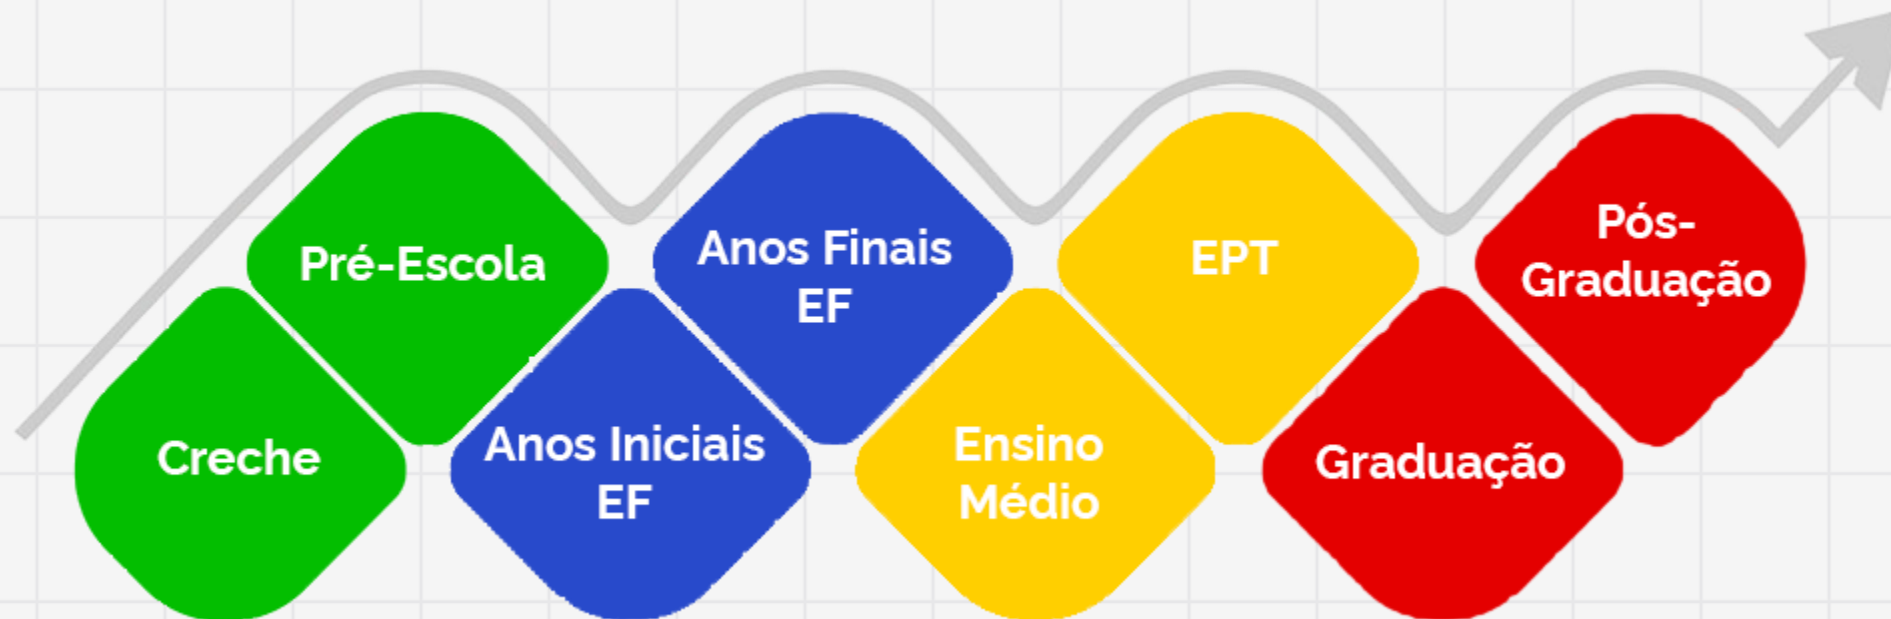 Creche
Pré-Escola
Anos Iniciais
EF
Anos Finais
EF
Ensino
Médio
EPT
Graduação
Pós-
Graduação